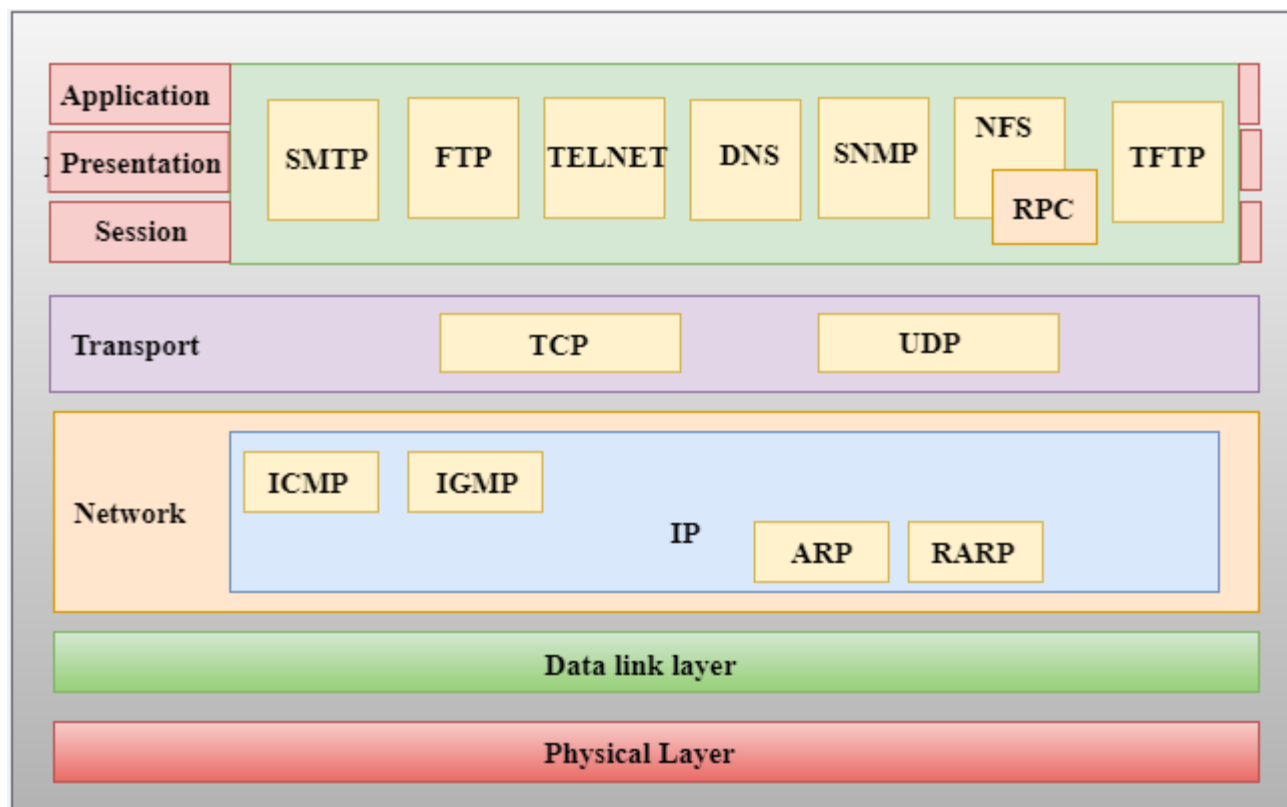 Application
Presentation
Session
SMTP
FTP
TELNET
DNS
SNMP
NFS
RPC
TFTP
Transport
TCP
UDP
Network
ICMP
IGMP
IP
ARP
RARP
Data link layer
Physical Layer